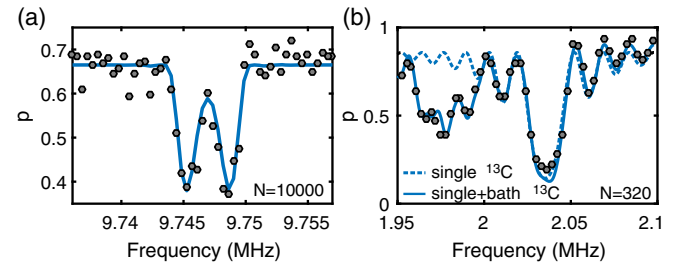 (a)
0.7
0.6
0.5
0.4
p
N=10000
9.74
9.745
9.75
9.755
Frequency (MHz)
(b)
1
0.5
0
p
single ¹³C
single+bath ¹³C
N=320
1.95
2
2.05
2.1
Frequency (MHz)